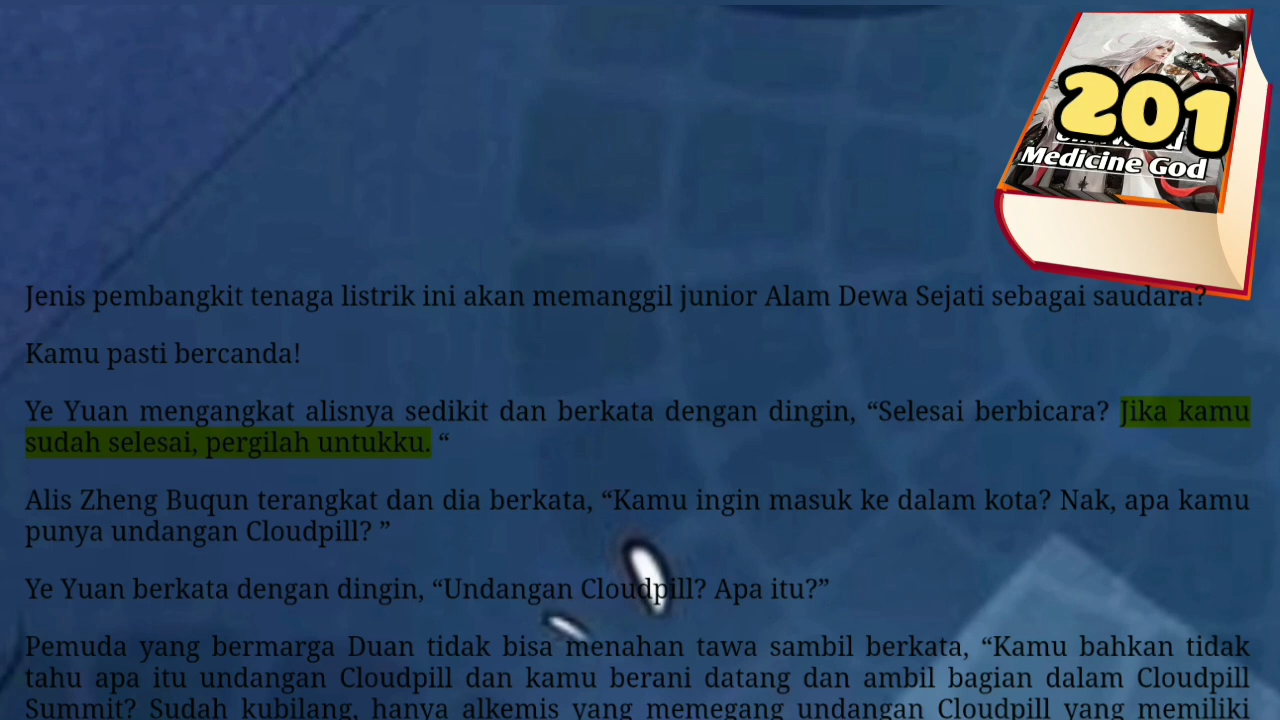 201
Medicine God
Jenis pembangkit tenaga listrik ini akan memanggil junior Alam Dewa Sejati sebagai saudara?
Kamu pasti bercanda!
Ye Yuan mengangkat alisnya sedikit dan berkata dengan dingin, “Selesai berbicara? Jika kamu
sudah selesai, pergilah untukku. “
Alis Zheng Buqun terangkat dan dia berkata, “Kamu ingin masuk ke dalam kota? Nak, apa kamu
punya undangan Cloudpill? ”
Ye Yuan berkata dengan dingin, “Undangan Cloudpill? Apa itu?”
Pemuda yang bermarga Duan tidak bisa menahan tawa sambil berkata, “Kamu bahkan tidak
tahu apa itu undangan Cloudpill dan kamu berani datang dan ambil bagian dalam Cloudpill
Summit? Sudah kubilang, hanya alkemis yang memegang undangan Cloudpill yang memiliki